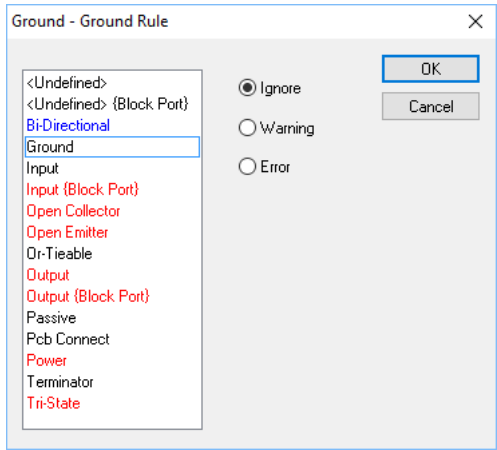 Ground - Ground Rule
<Undefined>
<Undefined> {Block Port}
Bi-Directional
Ground
Input
Input {Block Port}
Open Collector
Open Emitter
Or-Tieable
Output
Output {Block Port}
Passive
Pcb Connect
Power
Terminator
Tri-State
Ignore
Warning
Error
OK
Cancel